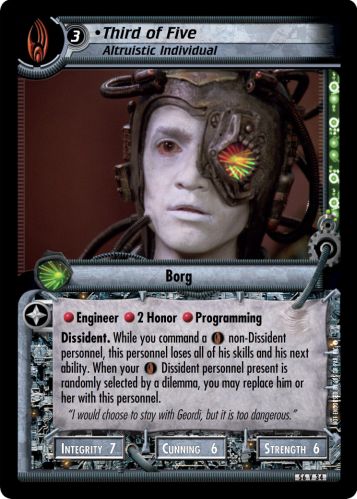 3
•Third of Five
Altruistic Individual
Borg
Engineer • 2 Honor • Programming
Dissident. While you command a non-Dissident
personnel, this personnel loses all of his skills and his next
ability. When your Dissident personnel present is
randomly selected by a dilemma, you may replace him or
her with this personnel.
"I would choose to stay with Geordi, but it is too dangerous."
INTEGRITY 7
CUNNING 6
STRENGTH 6